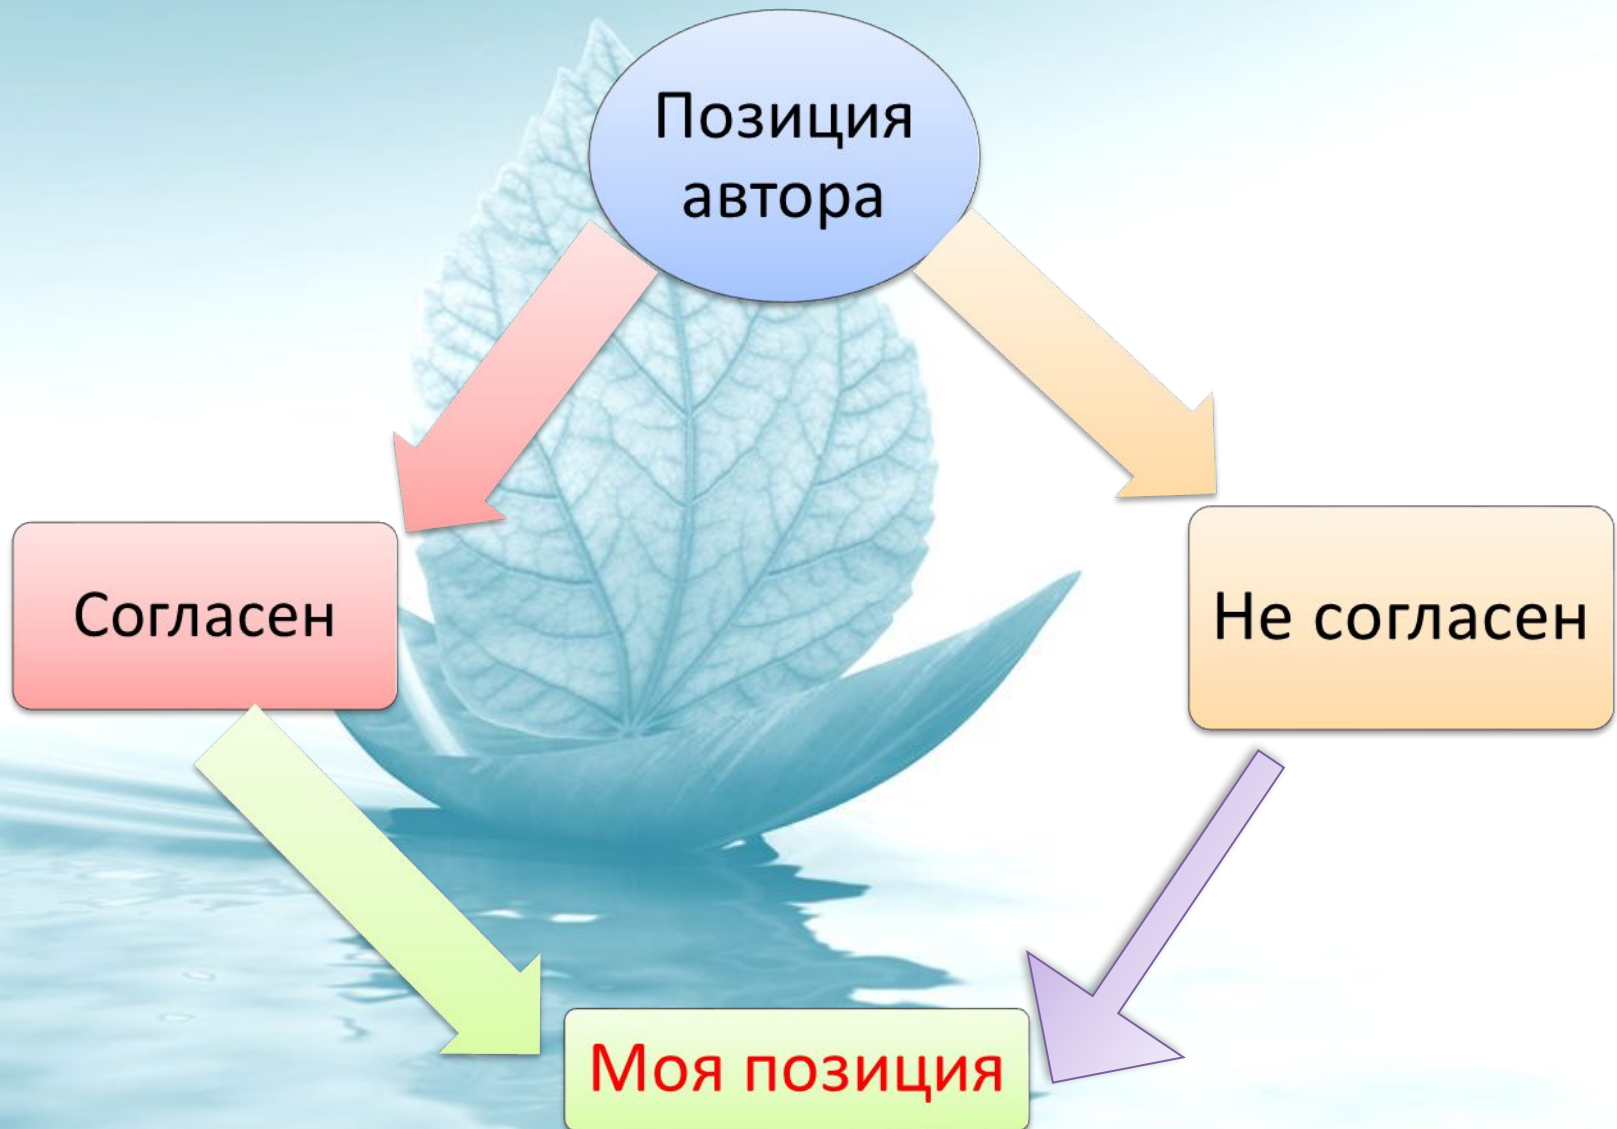 Позиция
автора
Согласен
Не согласен
Моя позиция